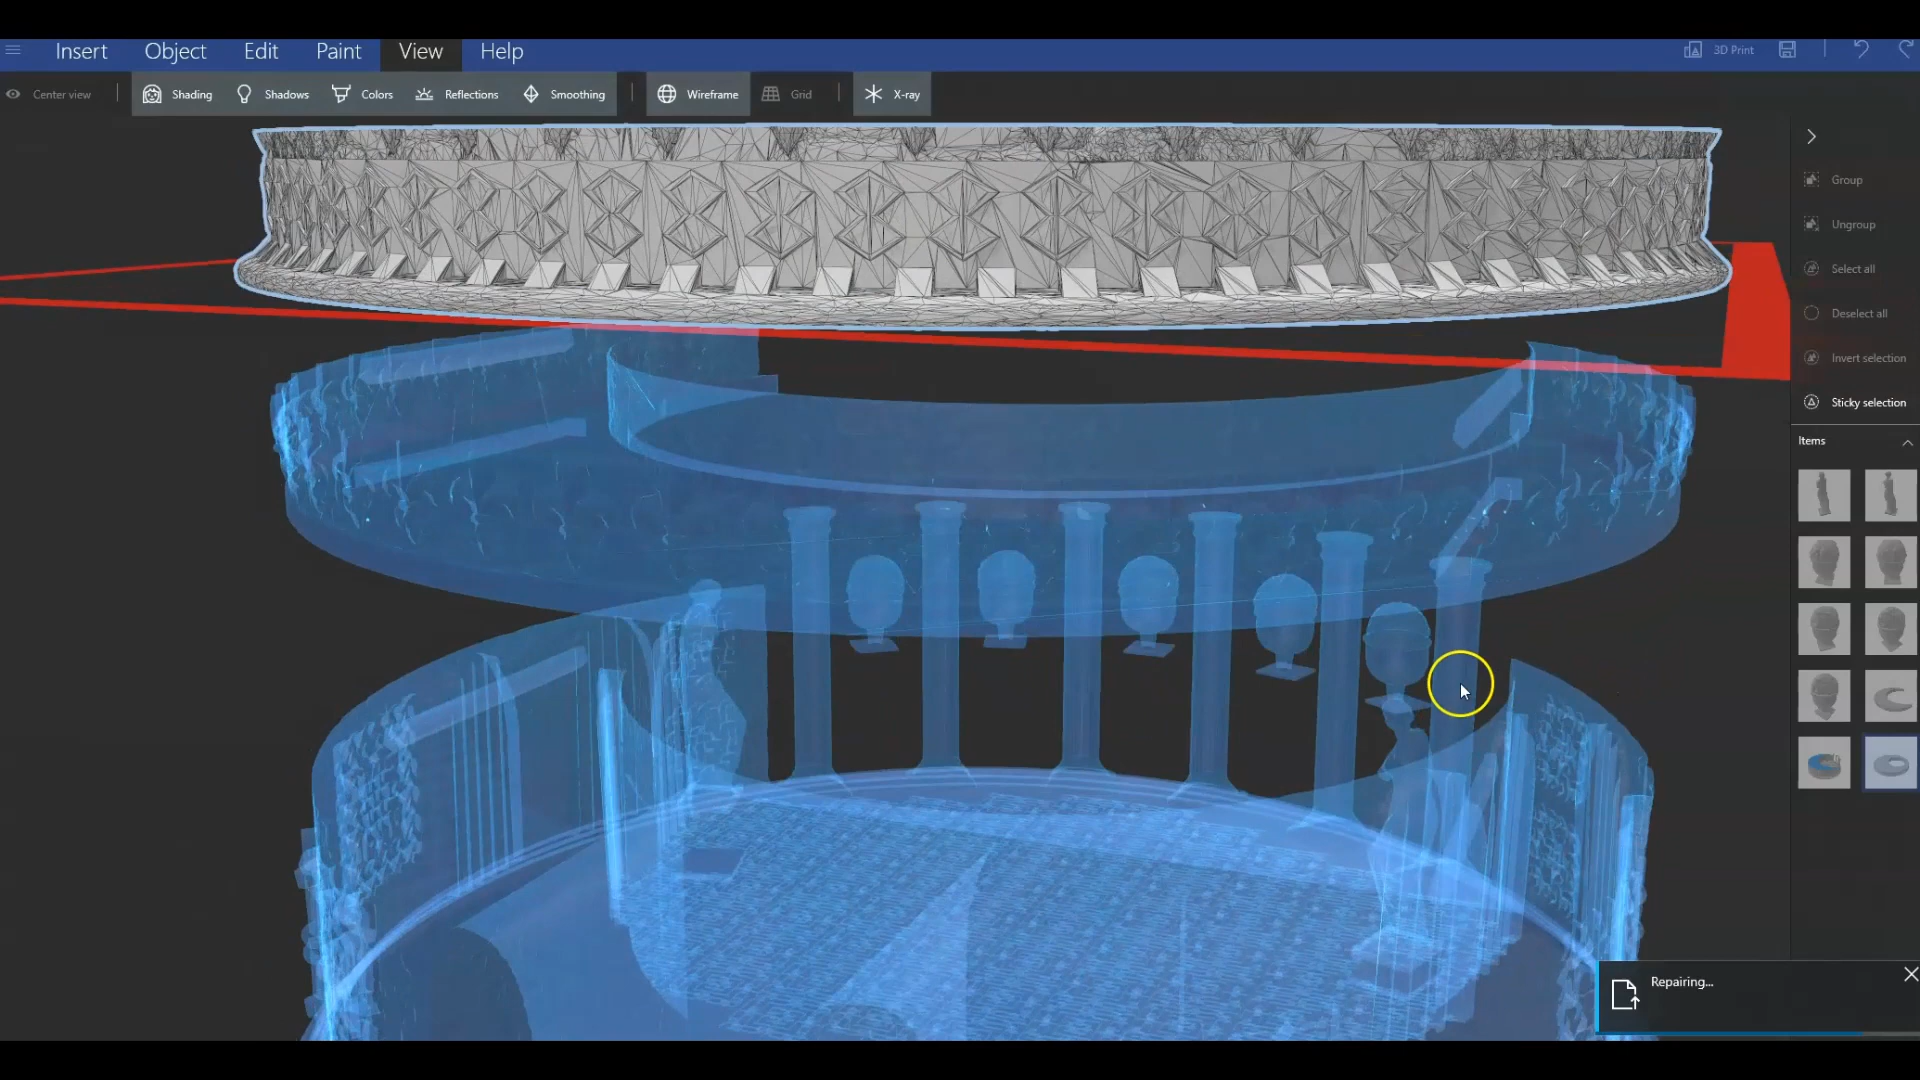 Insert Object Edit Paint View Help 3D Print
Center view Shading Shadows Colors Reflections Smoothing Wireframe Grid X-ray
Group
Ungroup
Select all
Deselect all
Invert selection
Sticky selection
Items
Repairing...